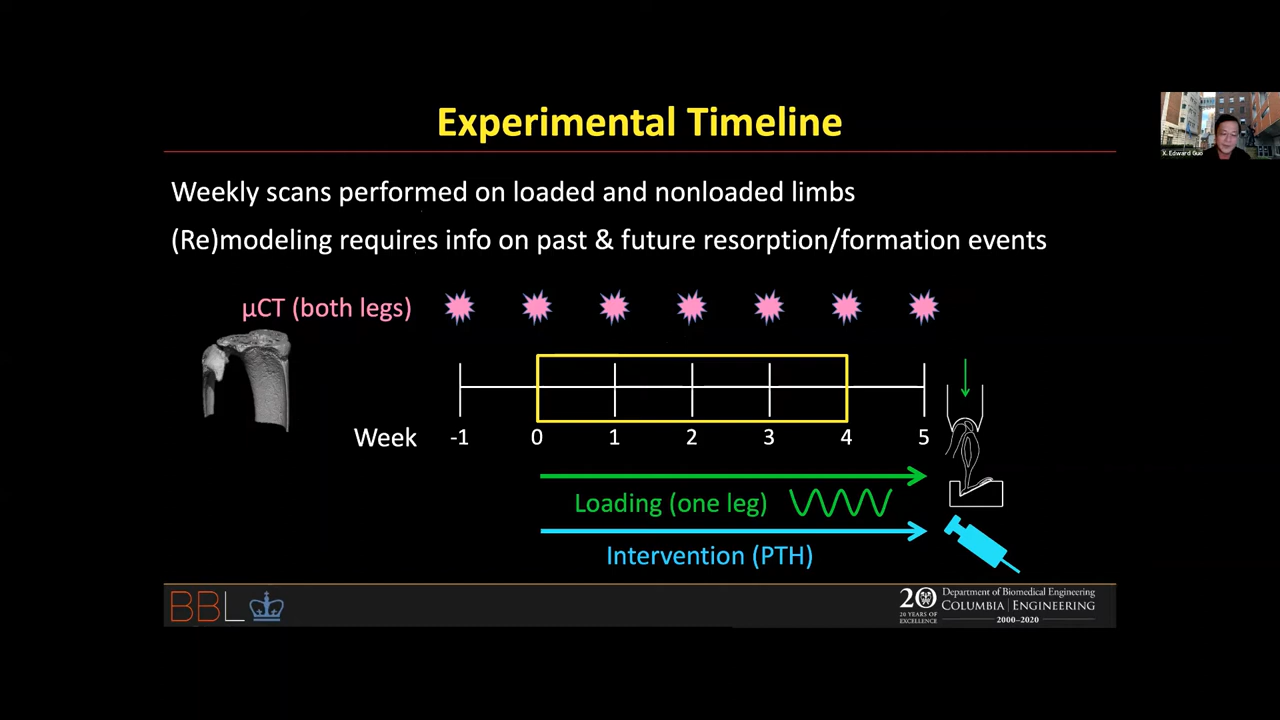 Experimental Timeline
X. Edward Guo
Weekly scans performed on loaded and nonloaded limbs
(Re)modeling requires info on past & future resorption/formation events
μCT (both legs)
Week -1 0 1 2 3 4 5
Loading (one leg)
Intervention (PTH)
BBL
20
20 YEARS OF
EXCELLENCE
Department of Biomedical Engineering
COLUMBIA | ENGINEERING
2000–2020